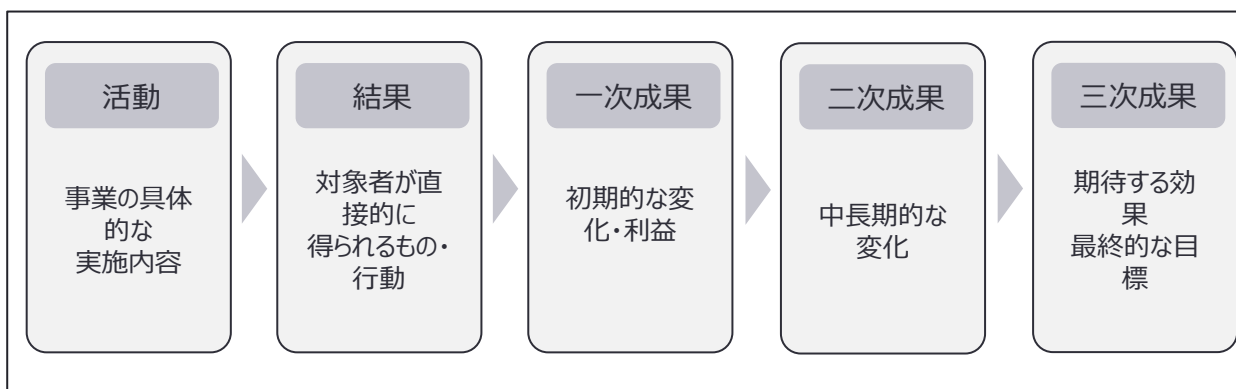 活動
事業の具体
的な
実施内容
結果
対象者が直
接的に
得られるもの・
行動
一次成果
初期的な変
化・利益
二次成果
中長期的な
変化
三次成果
期待する効
果
最終的な目
標